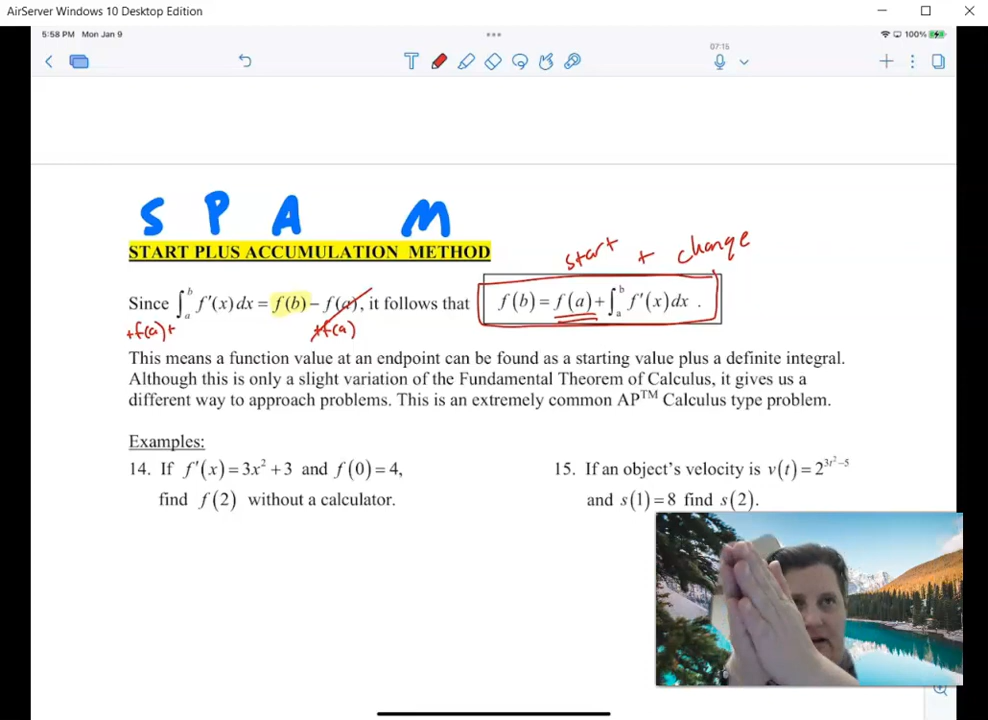 AirServer Windows 10 Desktop Edition
5:58 PM Mon Jan 9
100%
07:15
T
S P A M
START PLUS ACCUMULATION METHOD
start + change
Since ∫_a^b f′(x)dx = f(b) − f(a), it follows that f(b) = f(a) + ∫_a^b f′(x)dx .
+f(a)+ +f(a)
This means a function value at an endpoint can be found as a starting value plus a definite integral.
Although this is only a slight variation of the Fundamental Theorem of Calculus, it gives us a
different way to approach problems. This is an extremely common AP™ Calculus type problem.
Examples:
14. If f′(x) = 3x² + 3 and f(0) = 4,
find f(2) without a calculator.
15. If an object's velocity is v(t) = 2^(3t²−5)
and s(1) = 8 find s(2).